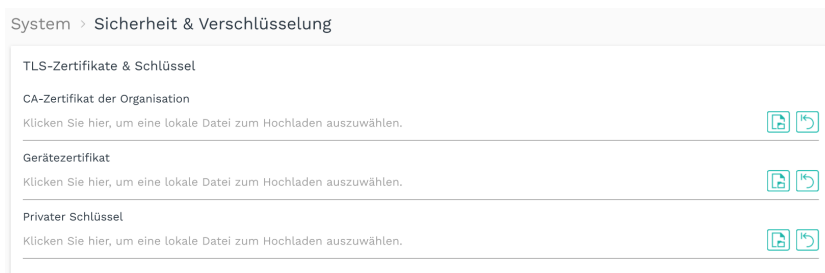 System > Sicherheit & Verschlüsselung
TLS-Zertifikate & Schlüssel
CA-Zertifikat der Organisation
Klicken Sie hier, um eine lokale Datei zum Hochladen auszuwählen.
Gerätezertifikat
Klicken Sie hier, um eine lokale Datei zum Hochladen auszuwählen.
Privater Schlüssel
Klicken Sie hier, um eine lokale Datei zum Hochladen auszuwählen.